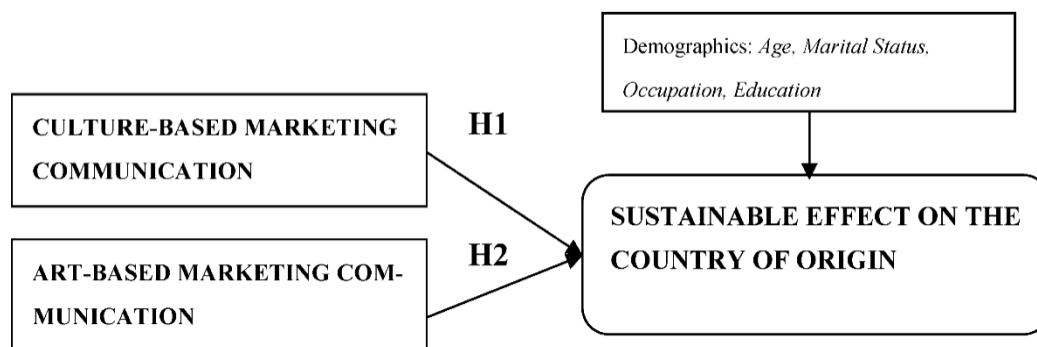 Demographics: Age, Marital Status,
Occupation, Education
CULTURE-BASED MARKETING
COMMUNICATION
H1
SUSTAINABLE EFFECT ON THE
COUNTRY OF ORIGIN
H2
ART-BASED MARKETING COM-
MUNICATION